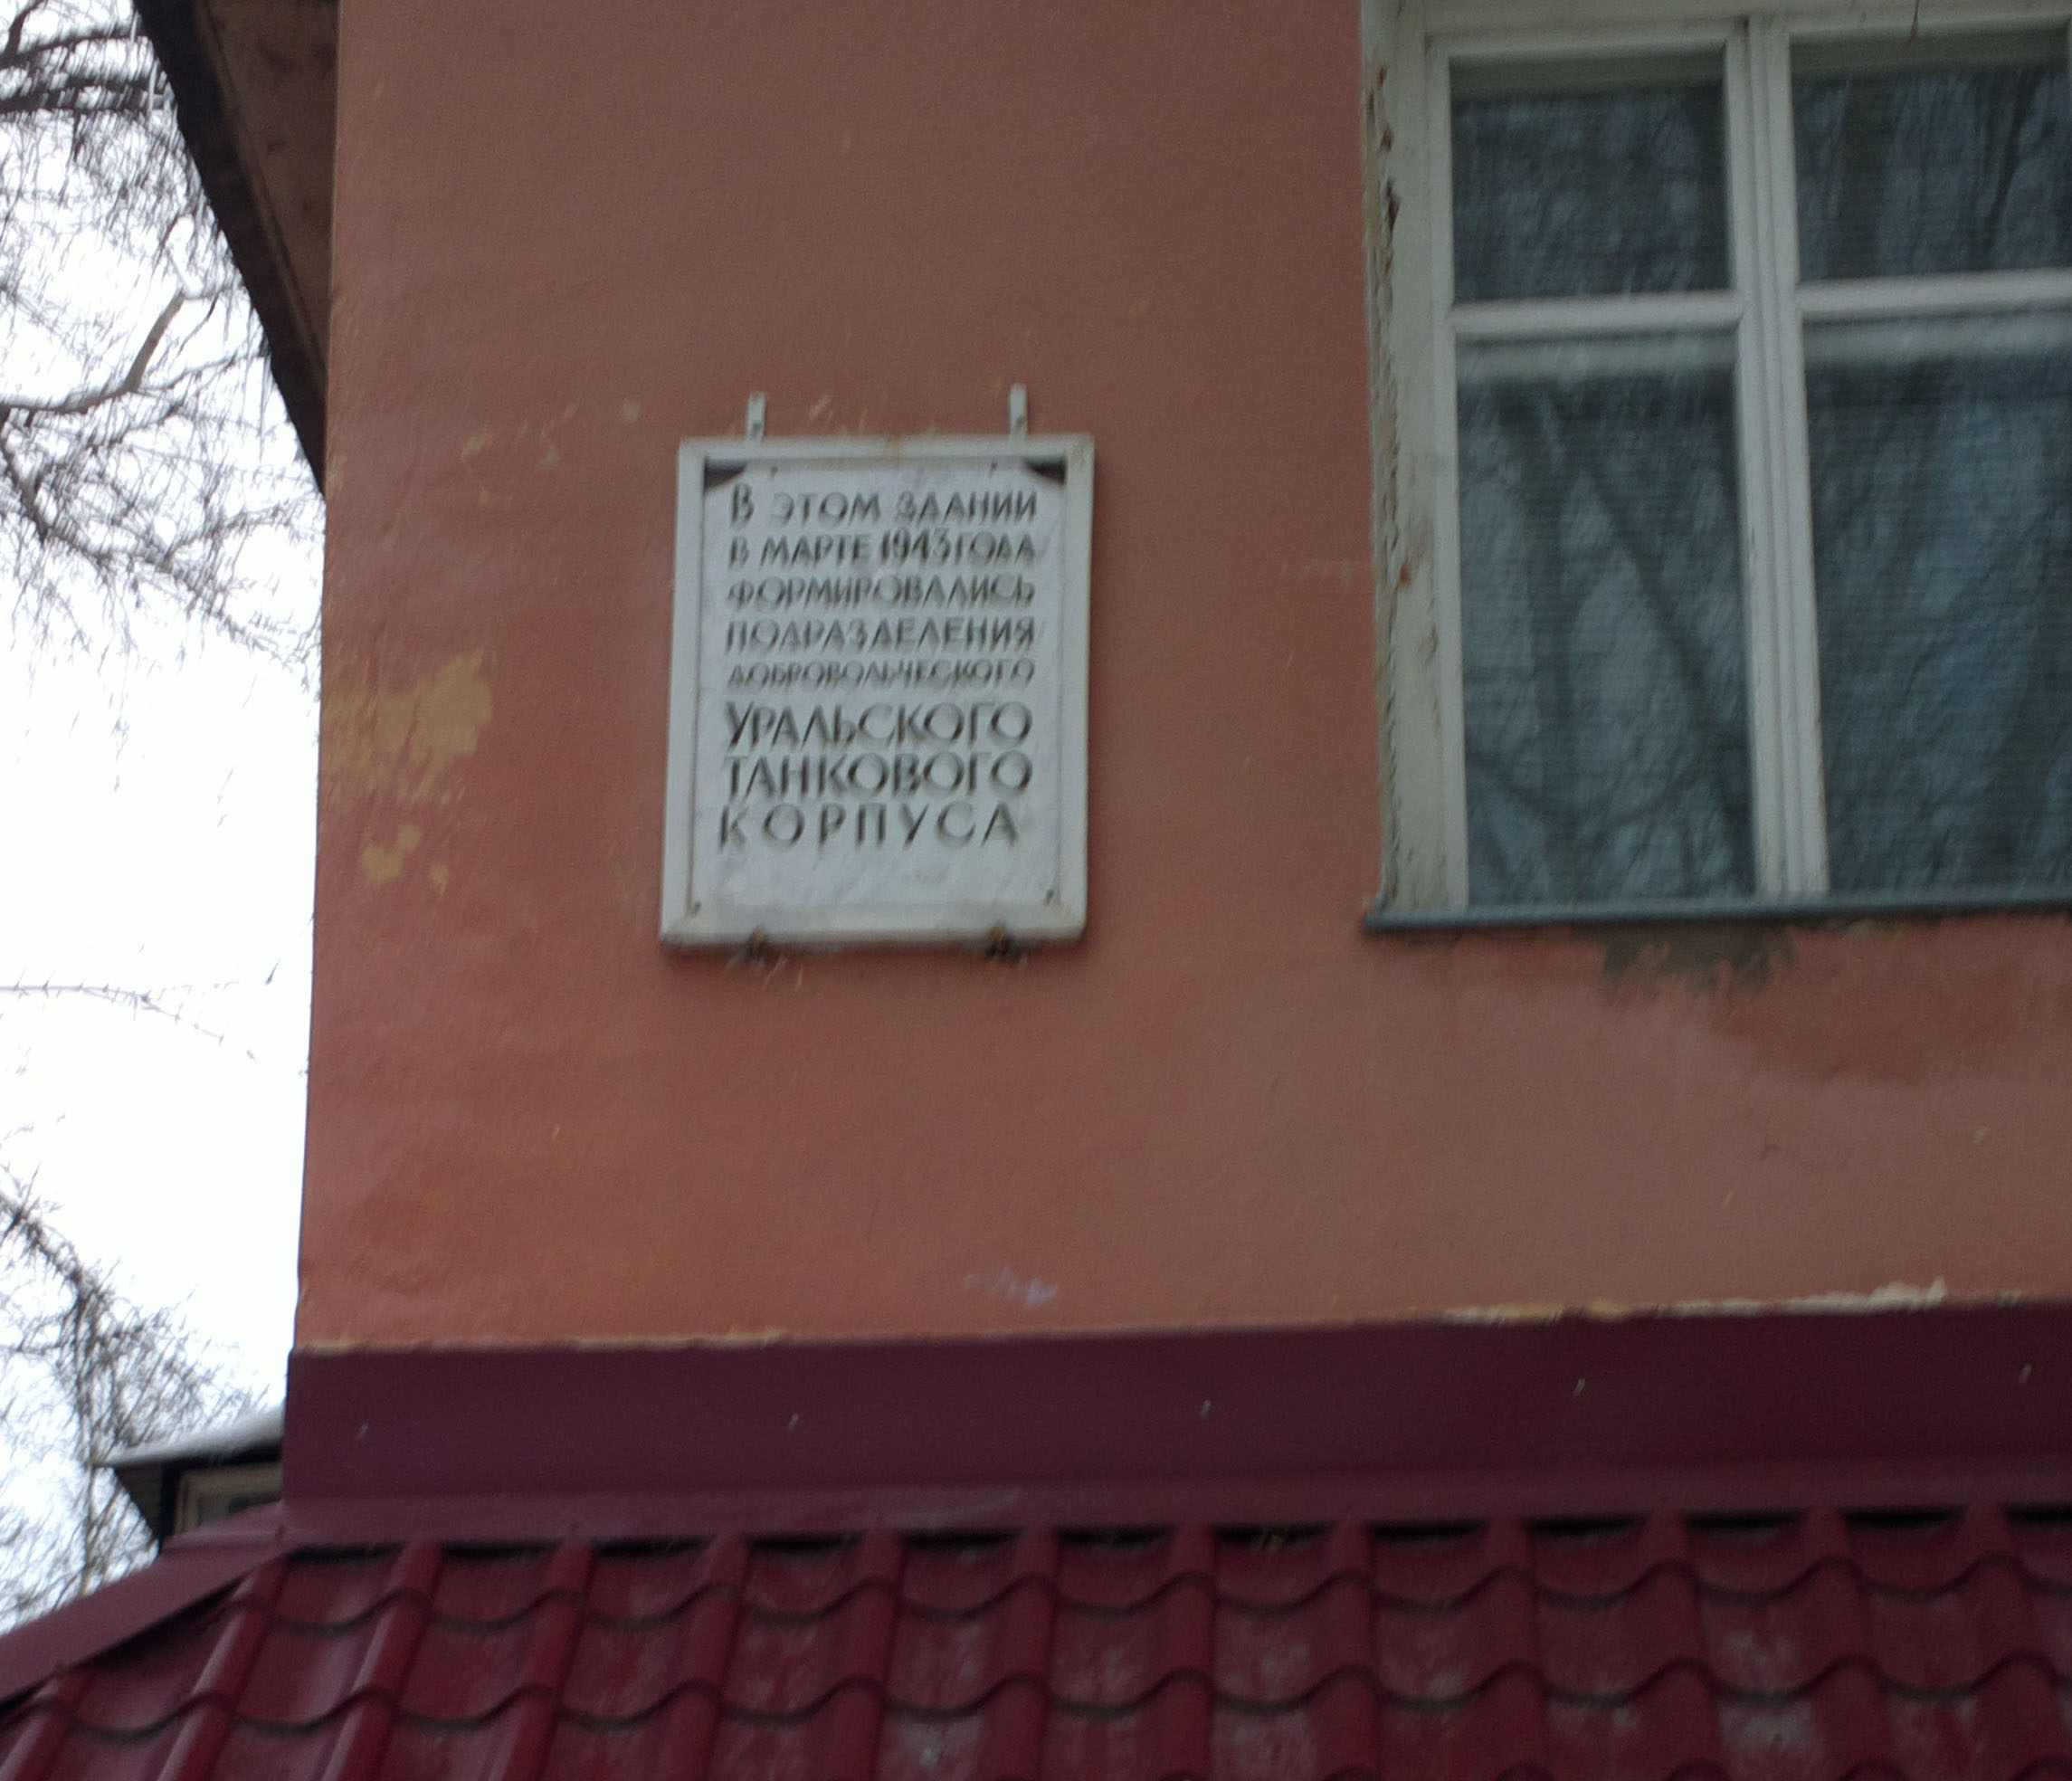 В ЭТОМ ЗДАНИИ
В МАРТЕ 1943 ГОДА
ФОРМИРОВАЛИСЬ
ПОДРАЗДЕЛЕНИЯ
ДОБРОВОЛЬЧЕСКОГО
УРАЛЬСКОГО
ТАНКОВОГО
КОРПУСА